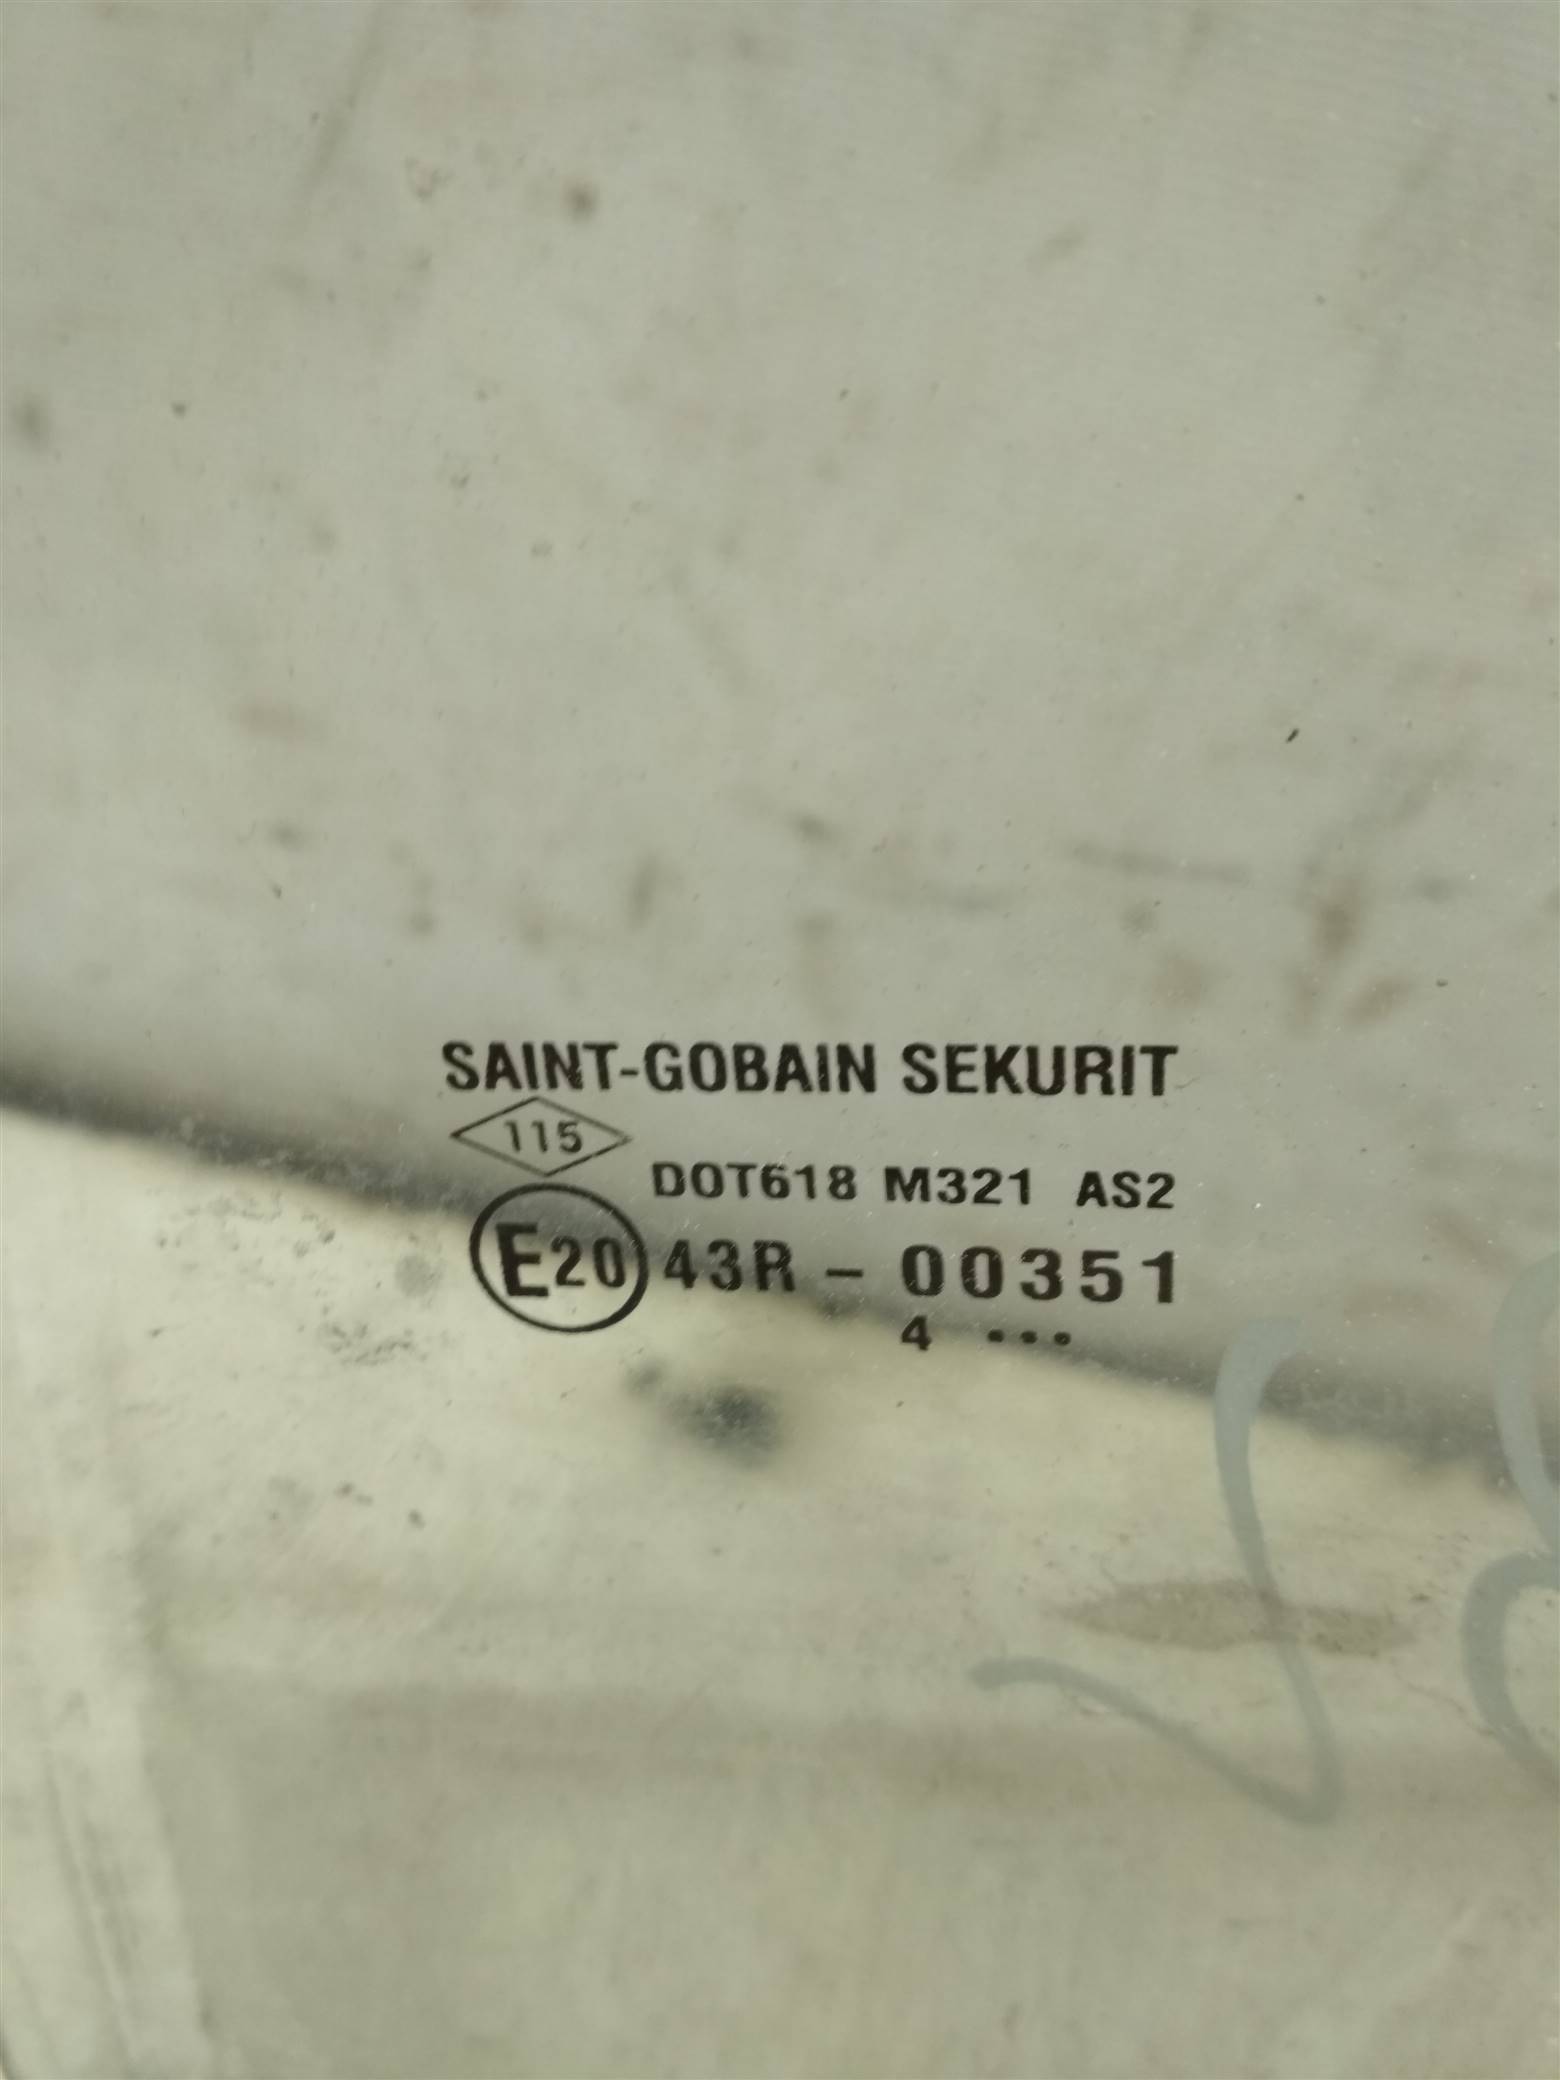 SAINT-GOBAIN SEKURIT
115
DOT618 M321 AS2
E20 43R - 00351
4 •••